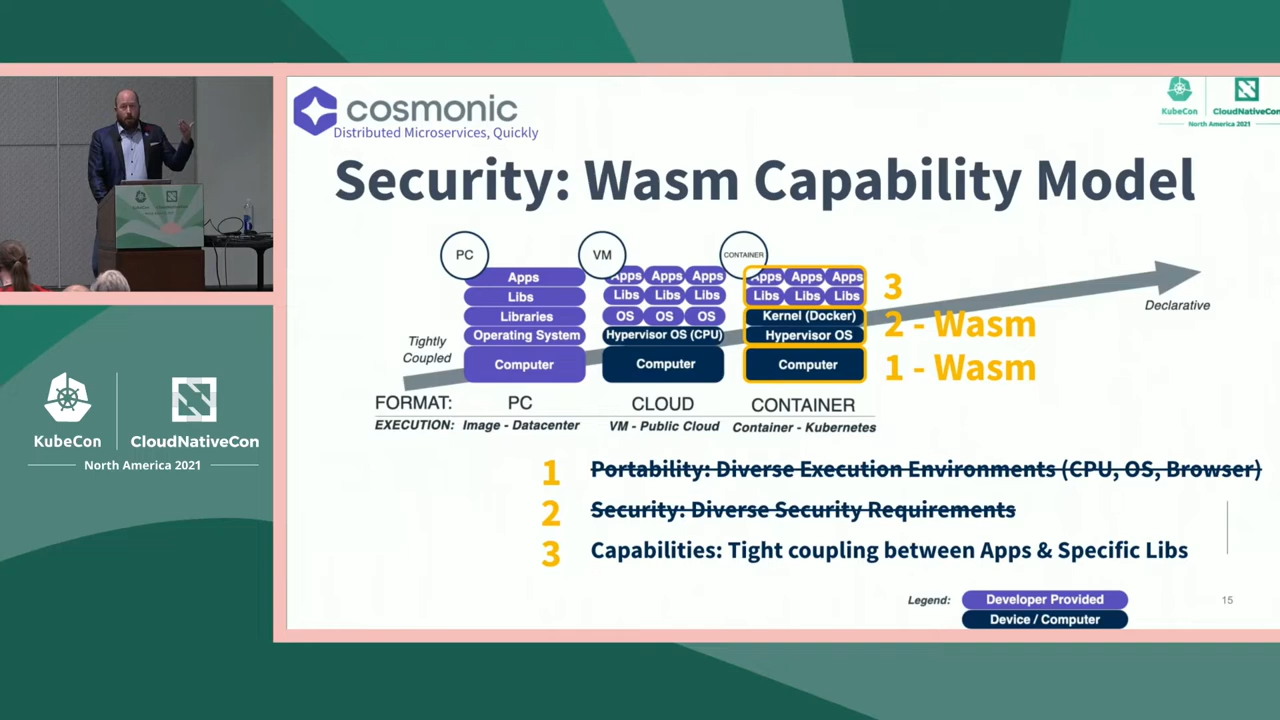 cosmonic
Distributed Microservices, Quickly
KubeCon
CloudNativeCon
North America 2021
Security: Wasm Capability Model
PC
VM
CONTAINER
Apps
Apps Apps Apps
Apps Apps Apps
3
Libs
Libs Libs Libs
Libs Libs Libs
Libraries
OS OS OS
Kernel (Docker)
2 - Wasm
Operating System
Hypervisor OS (CPU)
Hypervisor OS
Computer
Computer
Computer
1 - Wasm
Tightly
Coupled
Declarative
FORMAT: PC CLOUD CONTAINER
EXECUTION: Image - Datacenter VM - Public Cloud Container - Kubernetes
1 Portability: Diverse Execution Environments (CPU, OS, Browser)
2 Security: Diverse Security Requirements
3 Capabilities: Tight coupling between Apps & Specific Libs
Legend: Developer Provided
Device / Computer
15
KubeCon CloudNativeCon
North America 2021